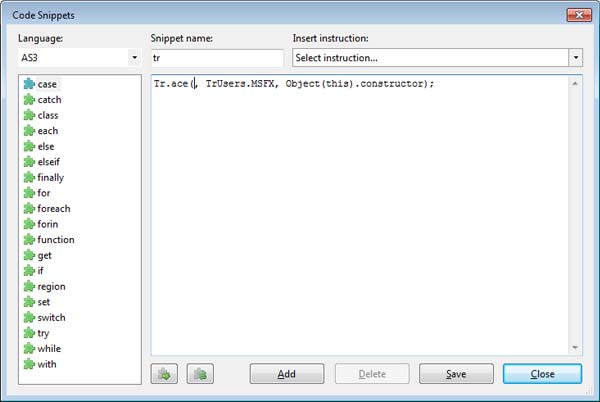 Code Snippets
Language:
Snippet name:
Insert instruction:
AS3
tr
Select instruction...
case
catch
class
each
else
elseif
finally
for
foreach
forin
function
get
if
region
set
switch
try
while
with
Tr.ace(, TrUsers.MSFX, Object(this).constructor);
Add
Delete
Save
Close